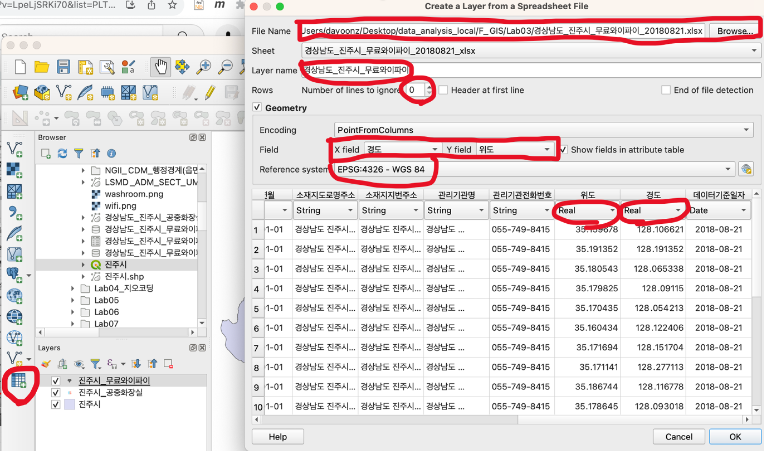 ?v=LpeLjSRKi70&list=PLT...
Create a Layer from a Spreadsheet File
File Name
Users/dayoonz/Desktop/data_analysis_local/F_ GIS/Lab03/경상남도_진주시_무료와이파이_20180821.xlsx
Browse...
Sheet
경상남도_진주시_무료와이파이_20180821_xlsx
Layer name
경상남도_진주시_무료와이파이
Rows
Number of lines to ignore
0
Header at first line
End of file detection
Geometry
Encoding
PointFromColumns
Field
X field
경도
Y field
위도
Show fields in attribute table
Reference system
EPSG:4326 - WGS 84
1월 소재지도로명주소 소재지지번주소 관리기관명 관리기관전화번호 위도 경도 데이터기준일자
String String String String Real Real Date
1 1-01 경상남도 진주시... 경상남도 진주시... 경상남도 ... 055-749-8415 128.106621 2018-08-21
2 1-01 경상남도 진주시... 경상남도 진주시... 경상남도 ... 055-749-8415 35.191352 128.191352 2018-08-21
3 1-01 경상남도 진주시... 경상남도 진주시... 경상남도 ... 055-749-8415 35.180543 128.065338 2018-08-21
4 1-01 경상남도 진주시... 경상남도 진주시... 경상남도 ... 055-749-8415 35.179825 128.09115 2018-08-21
5 1-01 경상남도 진주시... 경상남도 진주시... 경상남도 ... 055-749-8415 35.170435 128.054213 2018-08-21
6 1-01 경상남도 진주시... 경상남도 진주시... 경상남도 ... 055-749-8415 35.160434 128.122406 2018-08-21
7 1-01 경상남도 진주시... 경상남도 진주시... 경상남도 ... 055-749-8415 35.171694 128.151704 2018-08-21
8 1-01 경상남도 진주시... 경상남도 진주시... 경상남도 ... 055-749-8415 35.171141 128.277113 2018-08-21
9 1-01 경상남도 진주시... 경상남도 진주시... 경상남도 ... 055-749-8415 35.186744 128.116778 2018-08-21
10 1-01 경상남도 진주시... 경상남도 진주시... 경상남도 ... 055-749-8415 35.178645 128.093018 2018-08-21
Help
Cancel
OK
Browser
NGII_CDM_행정경계(읍면
LSMD_ADM_SECT_UM
washroom.png
wifi.png
경상남도_진주시_공중화장실
경상남도_진주시_무료와이파
경상남도_진주시_무료와이파
경상남도_진주시_무료와이파
진주시
진주시.shp
Lab04_지오코딩
Lab05
Lab06
Lab07
Layers
진주시_무료와이파이
진주시_공중화장실
진주시